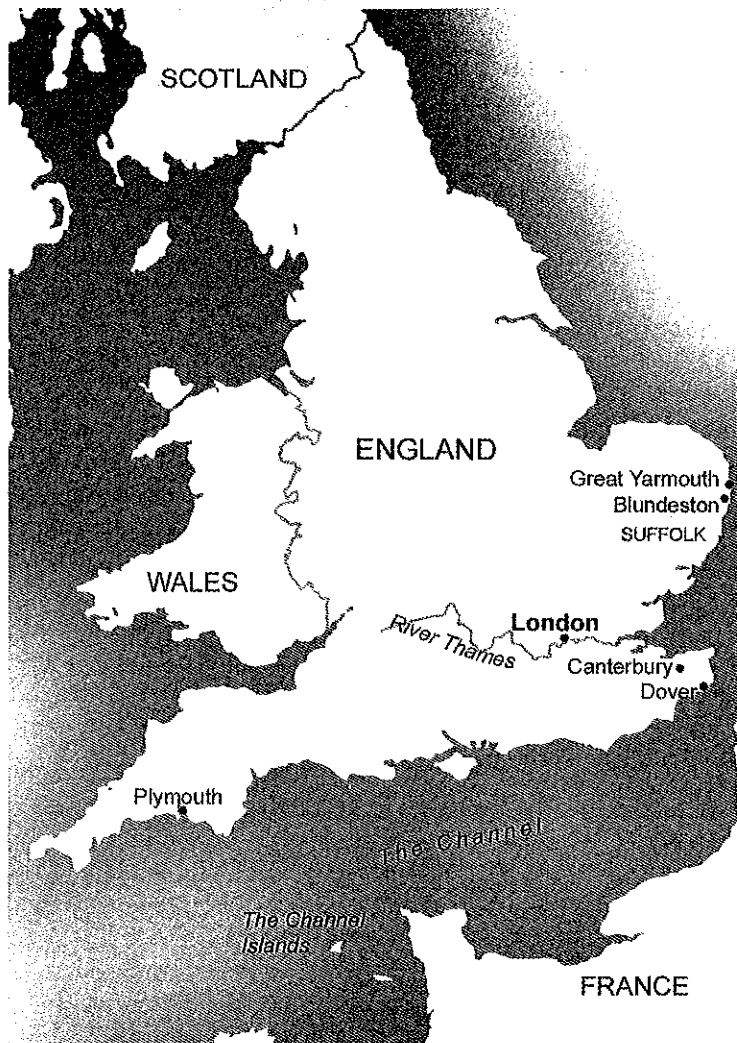 SCOTLAND
ENGLAND
Great Yarmouth
Blundeston
SUFFOLK
WALES
London
River Thames
Canterbury
Dover
Plymouth
The Channel
The Channel
Islands
FRANCE